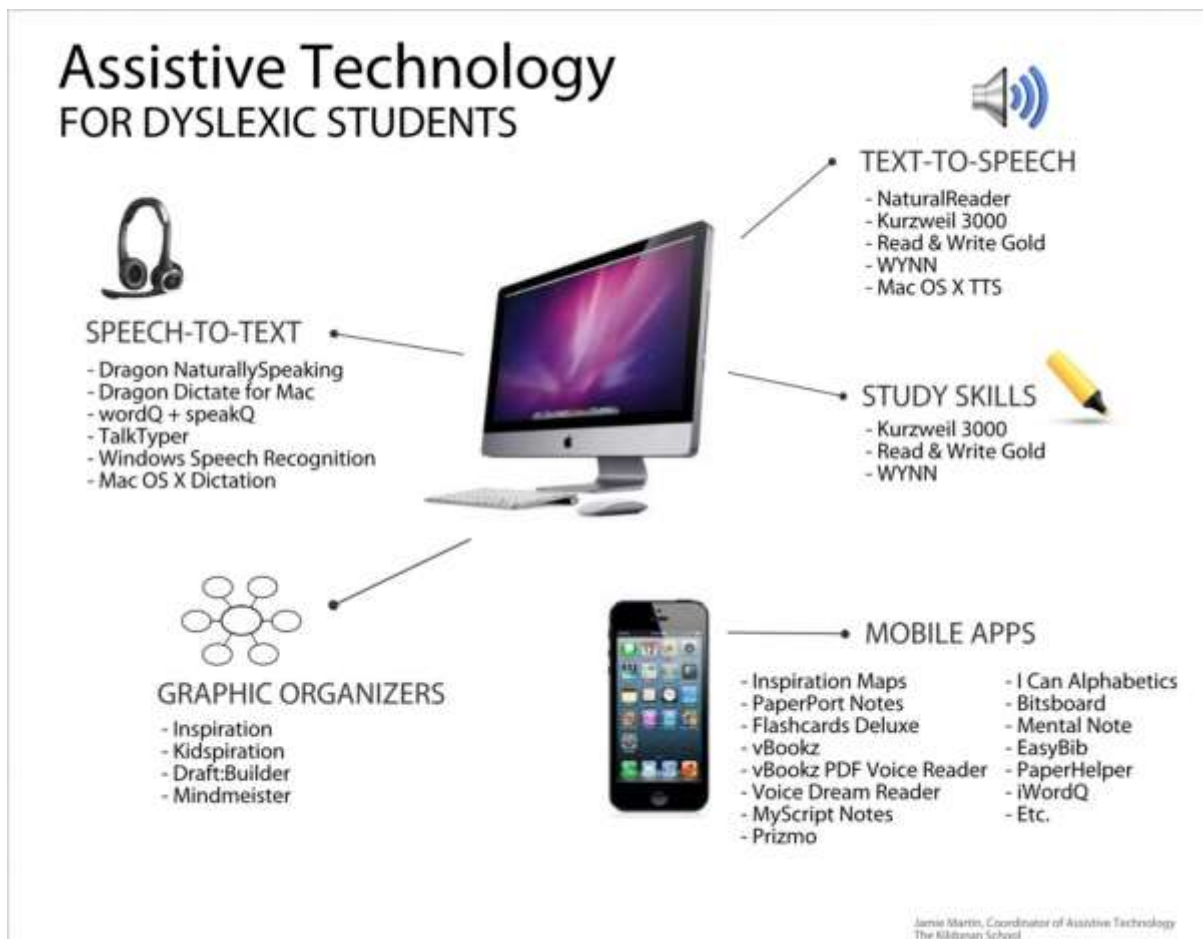 Assistive Technology
FOR DYSLEXIC STUDENTS
TEXT-TO-SPEECH
- NaturalReader
- Kurzweil 3000
- Read & Write Gold
- WYNN
- Mac OS X TTS
SPEECH-TO-TEXT
- Dragon NaturallySpeaking
- Dragon Dictate for Mac
- wordQ + speakQ
- TalkTyper
- Windows Speech Recognition
- Mac OS X Dictation
STUDY SKILLS
- Kurzweil 3000
- Read & Write Gold
- WYNN
GRAPHIC ORGANIZERS
- Inspiration
- Kidspiration
- Draft:Builder
- Mindmeister
MOBILE APPS
- Inspiration Maps
- PaperPort Notes
- Flashcards Deluxe
- vBookz
- vBookz PDF Voice Reader
- Voice Dream Reader
- MyScript Notes
- Prizmo
- I Can Alphabetics
- Bitsboard
- Mental Note
- EasyBib
- PaperHelper
- iWordQ
- Etc.
Jamie Martin, Coordinator of Assistive Technology
The Kildonan School